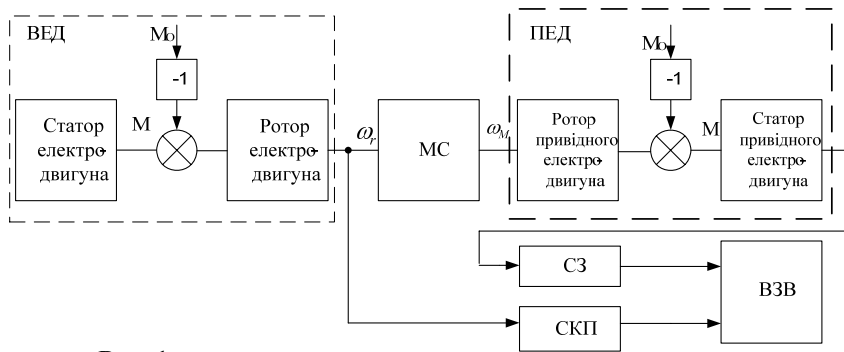 ВЕД
Mо
-1
Статор
електро-
двигуна
М
Ротор
електро-
двигуна
ωr
МС
ωM
ПЕД
Mо
-1
Ротор
привідного
електро-
двигуна
М
Статор
привідного
електро-
двигуна
СЗ
СКП
ВЗВ